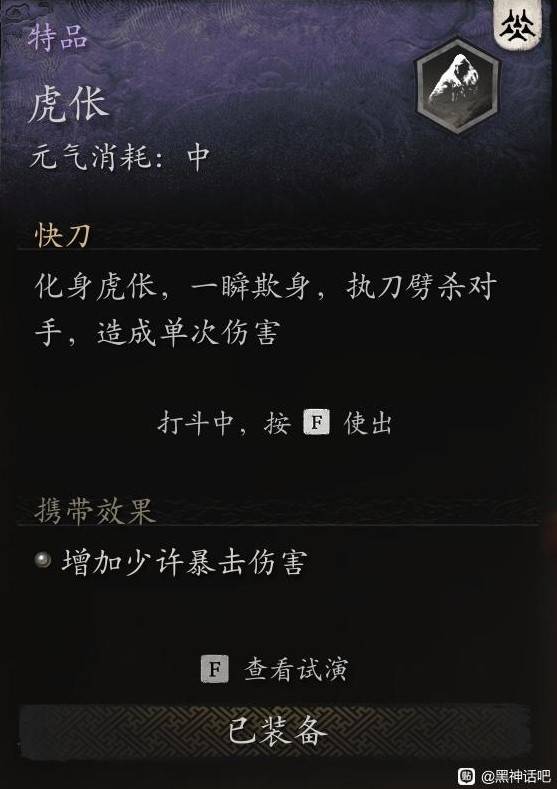 特品
虎伥
元气消耗：中
快刀
化身虎伥，一瞬欺身，执刀劈杀对
手，造成单次伤害
打斗中，按 F 使出
携带效果
增加少许暴击伤害
F 查看试演
已装备
贴 @黑神话吧